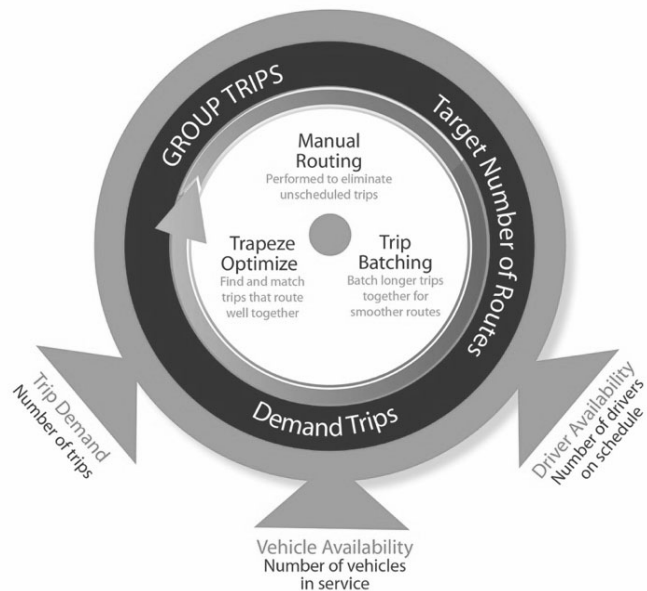 GROUP TRIPS
Target Number of Routes
Manual
Routing
Performed to eliminate
unscheduled trips
Trapeze
Optimize
Find and match
trips that route
well together
Trip
Batching
Batch longer trips
together for
smoother routes
Demand Trips
Trip Demand
Number of trips
Driver Availability
Number of drivers
on schedule
Vehicle Availability
Number of vehicles
in service